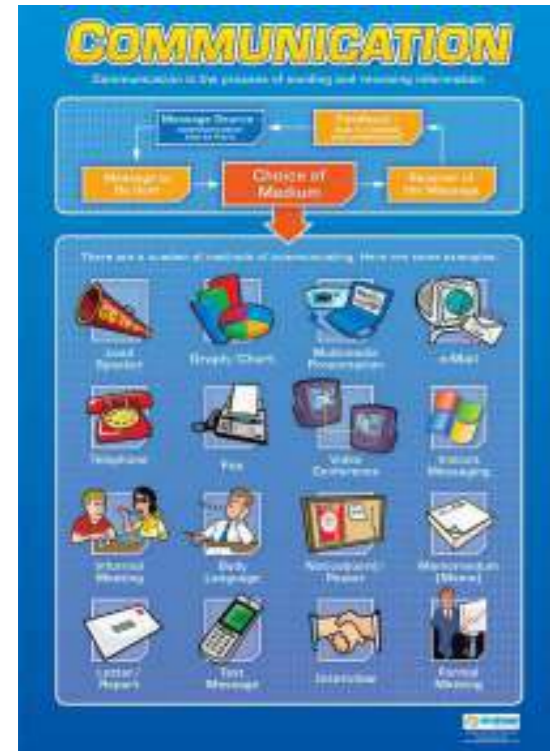 COMMUNICATION
Communication is the process of sending and receiving information
Message Source
Feedback
Message to
Be Sent
Choice of
Medium
Receiver of
the Message
There are a number of methods of communicating. Here are some examples:
Loud
Speaker
Graph/Chart
Multimedia
Presentation
e-Mail
Telephone
Fax
Video
Conference
Instant
Messaging
Informal
Meeting
Body
Language
Noticeboard/
Poster
Letter/
Report
Text
Message
Interview
Formal
Meeting